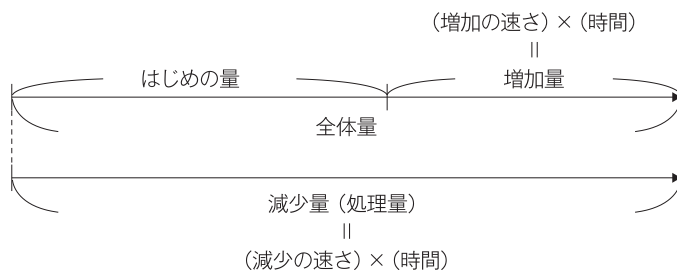 (増加の速さ)×(時間)
||
はじめの量
増加量
全体量
減少量(処理量)
||
(減少の速さ)×(時間)